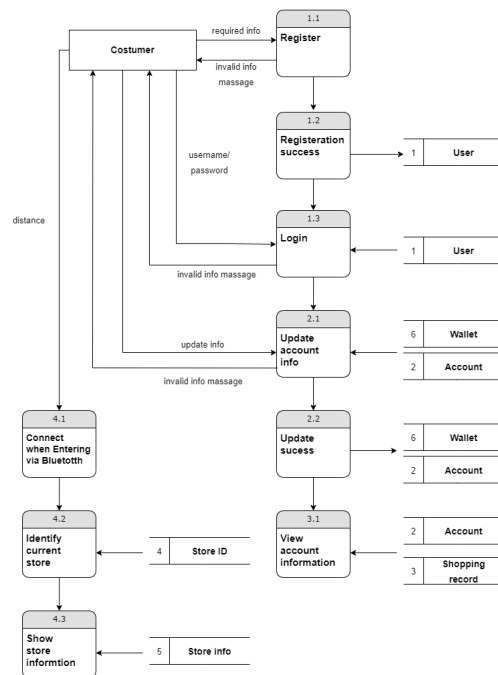 1.1
Costumer
required info
Register
invalid info
massage
1.2
Registeration
success
1
User
username/
password
1.3
distance
Login
1
User
invalid info massage
2.1
Update
account
info
6
Wallet
update info
2
Account
invalid info massage
4.1
2.2
Connect
when Entering
via Bluetotth
Update
sucess
6
Wallet
2
Account
4.2
3.1
Identify
current
store
4
Store ID
View
account
information
2
Account
3
Shopping
record
4.3
Show
store
informtion
5
Store info